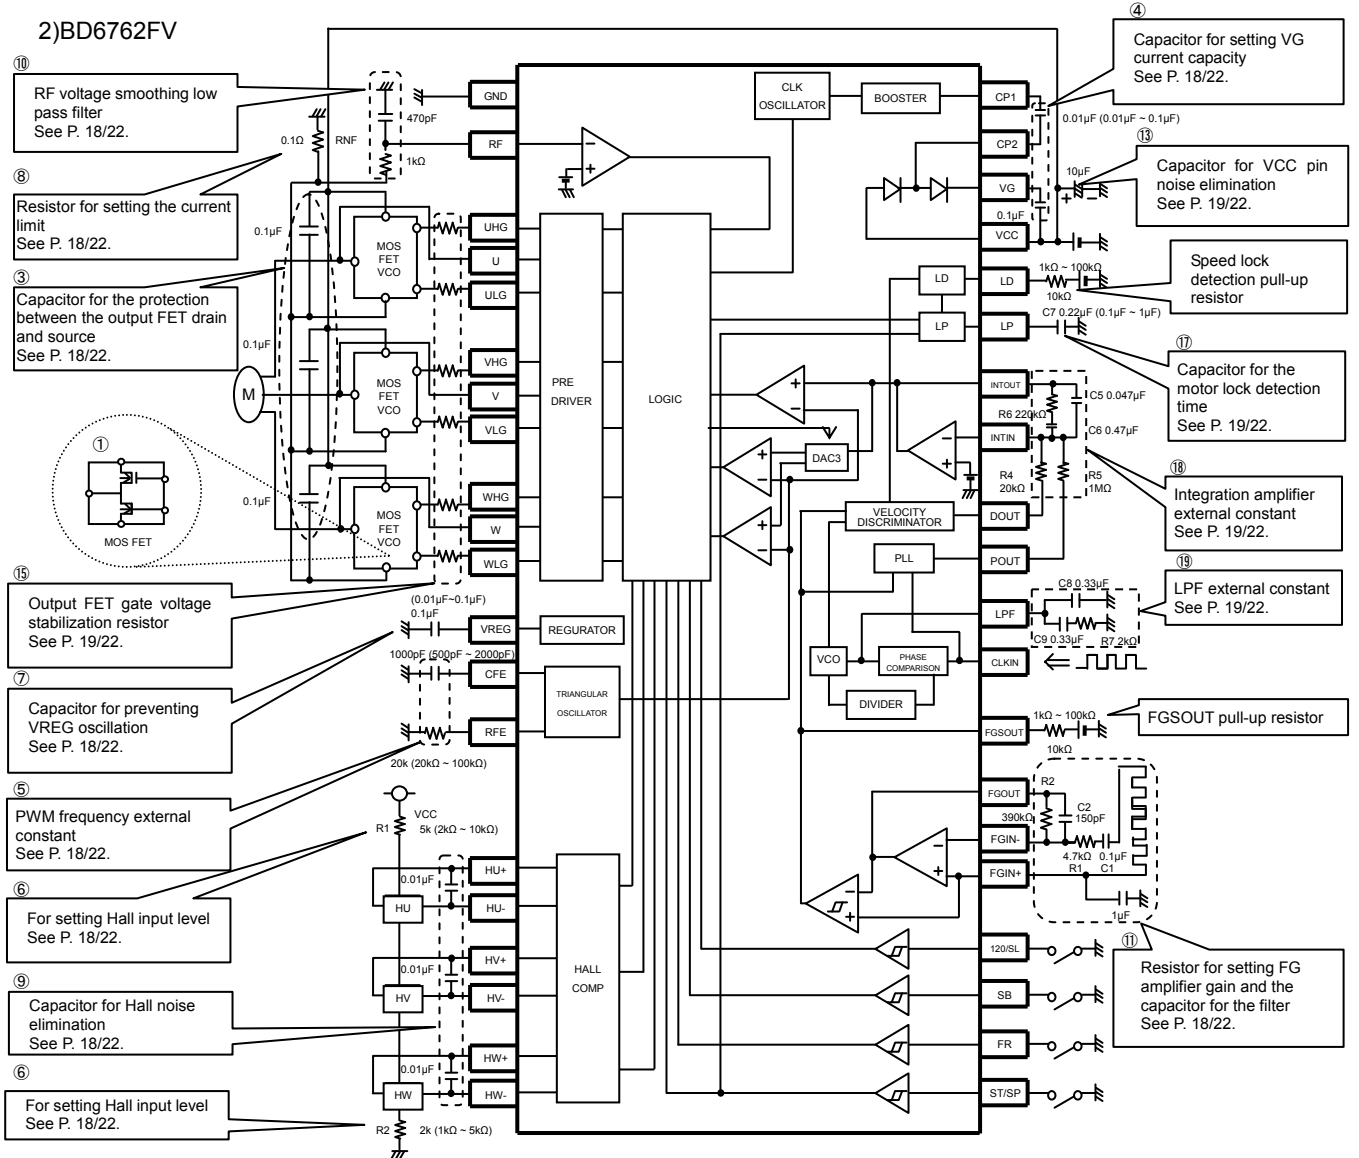 2)BD6762FV
⑩
RF voltage smoothing low
pass filter
See P. 18/22.
⑧
Resistor for setting the current
limit
See P. 18/22.
③
Capacitor for the protection
between the output FET drain
and source
See P. 18/22.
①
MOS FET
⑮
Output FET gate voltage
stabilization resistor
See P. 19/22.
⑦
Capacitor for preventing
VREG oscillation
See P. 18/22.
⑤
PWM frequency external
constant
See P. 18/22.
⑥
For setting Hall input level
See P. 18/22.
⑨
Capacitor for Hall noise
elimination
See P. 18/22.
⑥
For setting Hall input level
See P. 18/22.
0.1Ω
RNF
470pF
1kΩ
0.1µF
0.1µF
0.1µF
M
MOS
FET
VCO
MOS
FET
VCO
MOS
FET
VCO
(0.01µF~0.1µF)
0.1µF
1000pF (500pF ~ 2000pF)
20k (20kΩ ~ 100kΩ)
VCC
R1
5k (2kΩ ~ 10kΩ)
0.01µF
HU
0.01µF
HV
0.01µF
HW
R2
2k (1kΩ ~ 5kΩ)
GND
RF
UHG
U
ULG
VHG
V
VLG
WHG
W
WLG
VREG
CFE
RFE
HU+
HU-
HV+
HV-
HW+
HW-
CLK
OSCILLATOR
BOOSTER
PRE
DRIVER
LOGIC
LD
LP
DAC3
VELOCITY
DISCRIMINATOR
PLL
VCO
PHASE
COMPARISON
DIVIDER
REGURATOR
TRIANGULAR
OSCILLATOR
HALL
COMP
CP1
CP2
VG
VCC
LD
LP
INTOUT
INTIN
DOUT
POUT
LPF
CLKIN
FGSOUT
FGOUT
FGIN-
FGIN+
120/SL
SB
FR
ST/SP
④
Capacitor for setting VG
current capacity
See P. 18/22.
0.01µF (0.01µF ~ 0.1µF)
⑬
Capacitor for VCC pin
noise elimination
See P. 19/22.
10µF
+
−
0.1µF
Speed lock
detection pull-up
resistor
1kΩ ~ 100kΩ
10kΩ
C7 0.22µF (0.1µF ~ 1µF)
⑰
Capacitor for the
motor lock detection
time
See P. 19/22.
C5 0.047µF
R6 220kΩ
C6 0.47µF
R4
20kΩ
R5
1MΩ
⑱
Integration amplifier
external constant
See P. 19/22.
⑲
LPF external constant
See P. 19/22.
C8 0.33µF
C9 0.33µF
R7 2kΩ
1kΩ ~ 100kΩ
10kΩ
FGSOUT pull-up resistor
R2
390kΩ
C2
150pF
4.7kΩ
R1
0.1µF
C1
1µF
⑪
Resistor for setting FG
amplifier gain and the
capacitor for the filter
See P. 18/22.